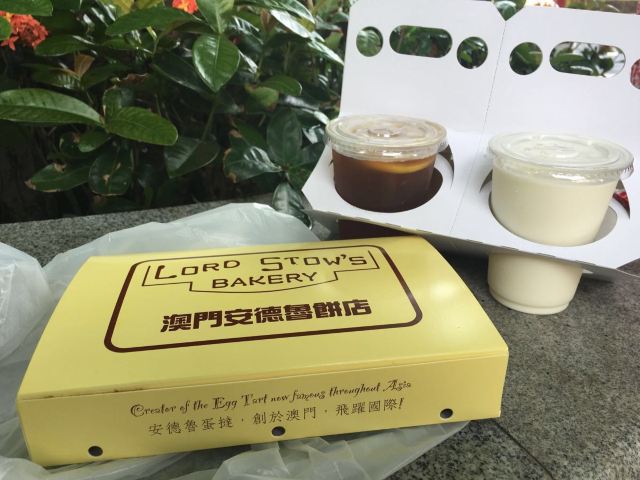 LORD STOW'S
BAKERY
澳門安德魯餅店
Creator of the Egg Tart now famous throughout Asia
安德魯蛋撻，創於澳門，飛躍國際！